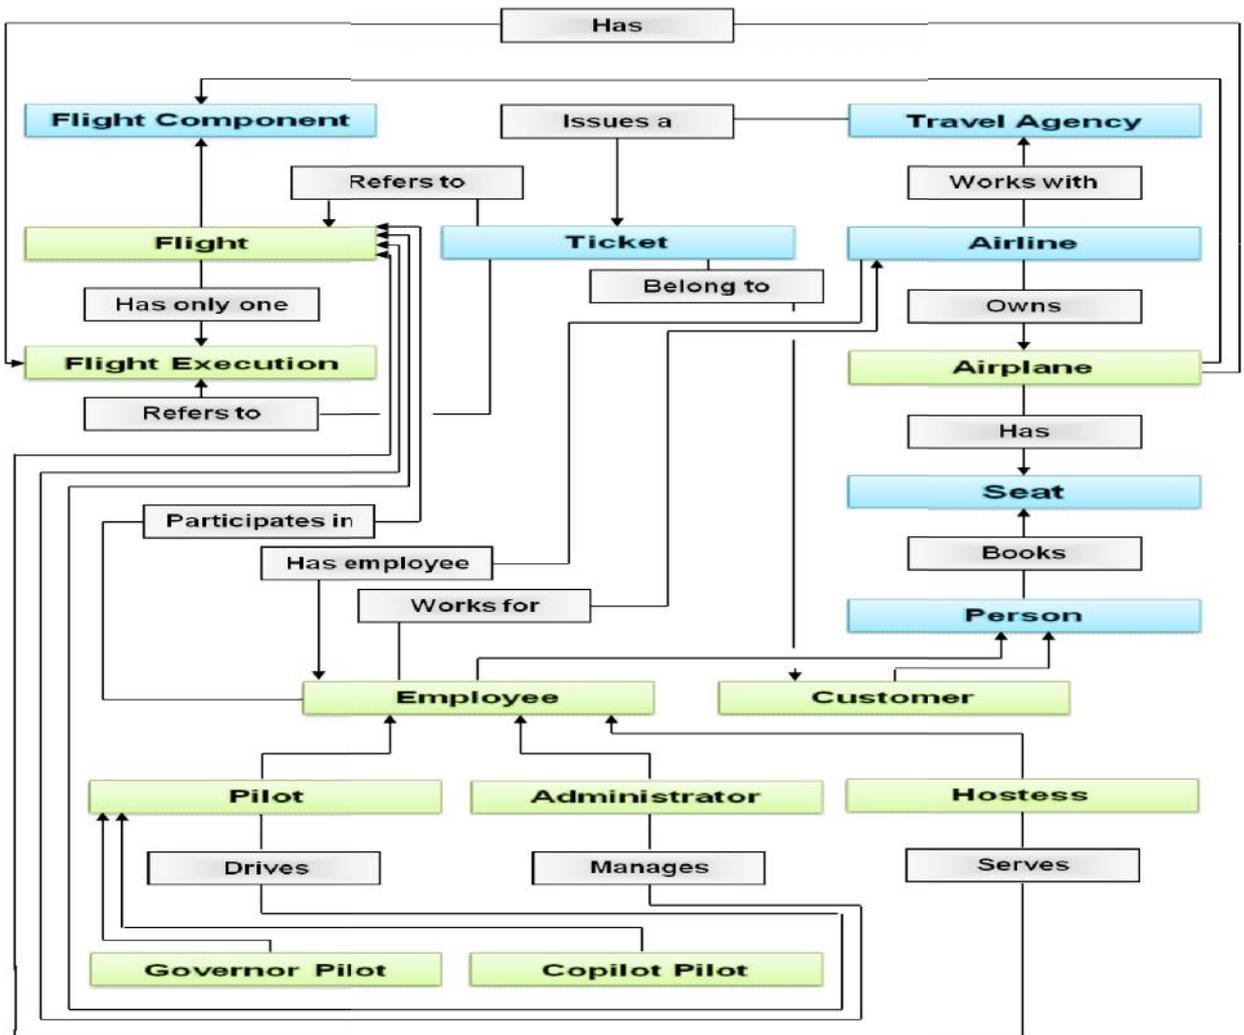 Has
Flight Component
Issues a
Travel Agency
Refers to
Works with
Flight
Ticket
Airline
Belong to
Has only one
Owns
Flight Execution
Airplane
Refers to
Has
Seat
Participates in
Books
Has employee
Works for
Person
Employee
Customer
Pilot
Administrator
Hostess
Drives
Manages
Serves
Governor Pilot
Copilot Pilot